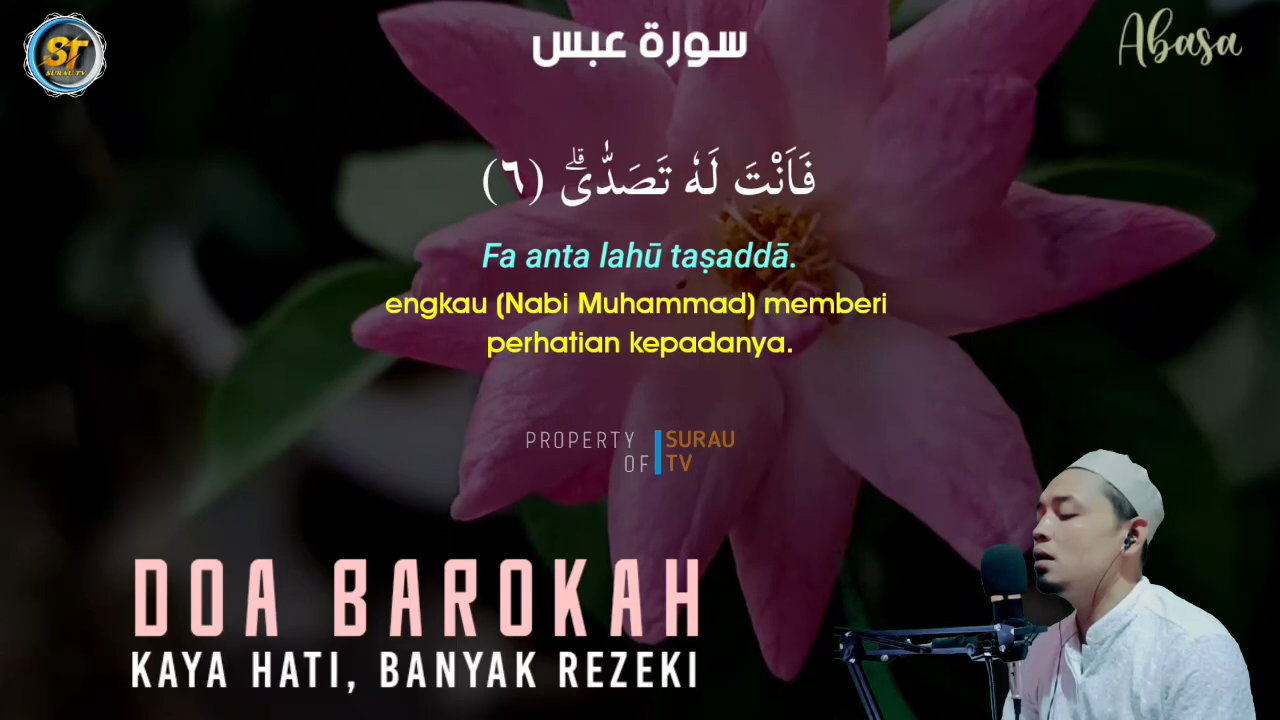 ST
SURAU TV
سورة عبس
Abasa
فَاَنْتَ لَهٗ تَصَدّٰىۗ (٦)
Fa anta lahū taṣaddā.
engkau (Nabi Muhammad) memberi
perhatian kepadanya.
PROPERTY OF
SURAU TV
DOA BAROKAH
KAYA HATI, BANYAK REZEKI